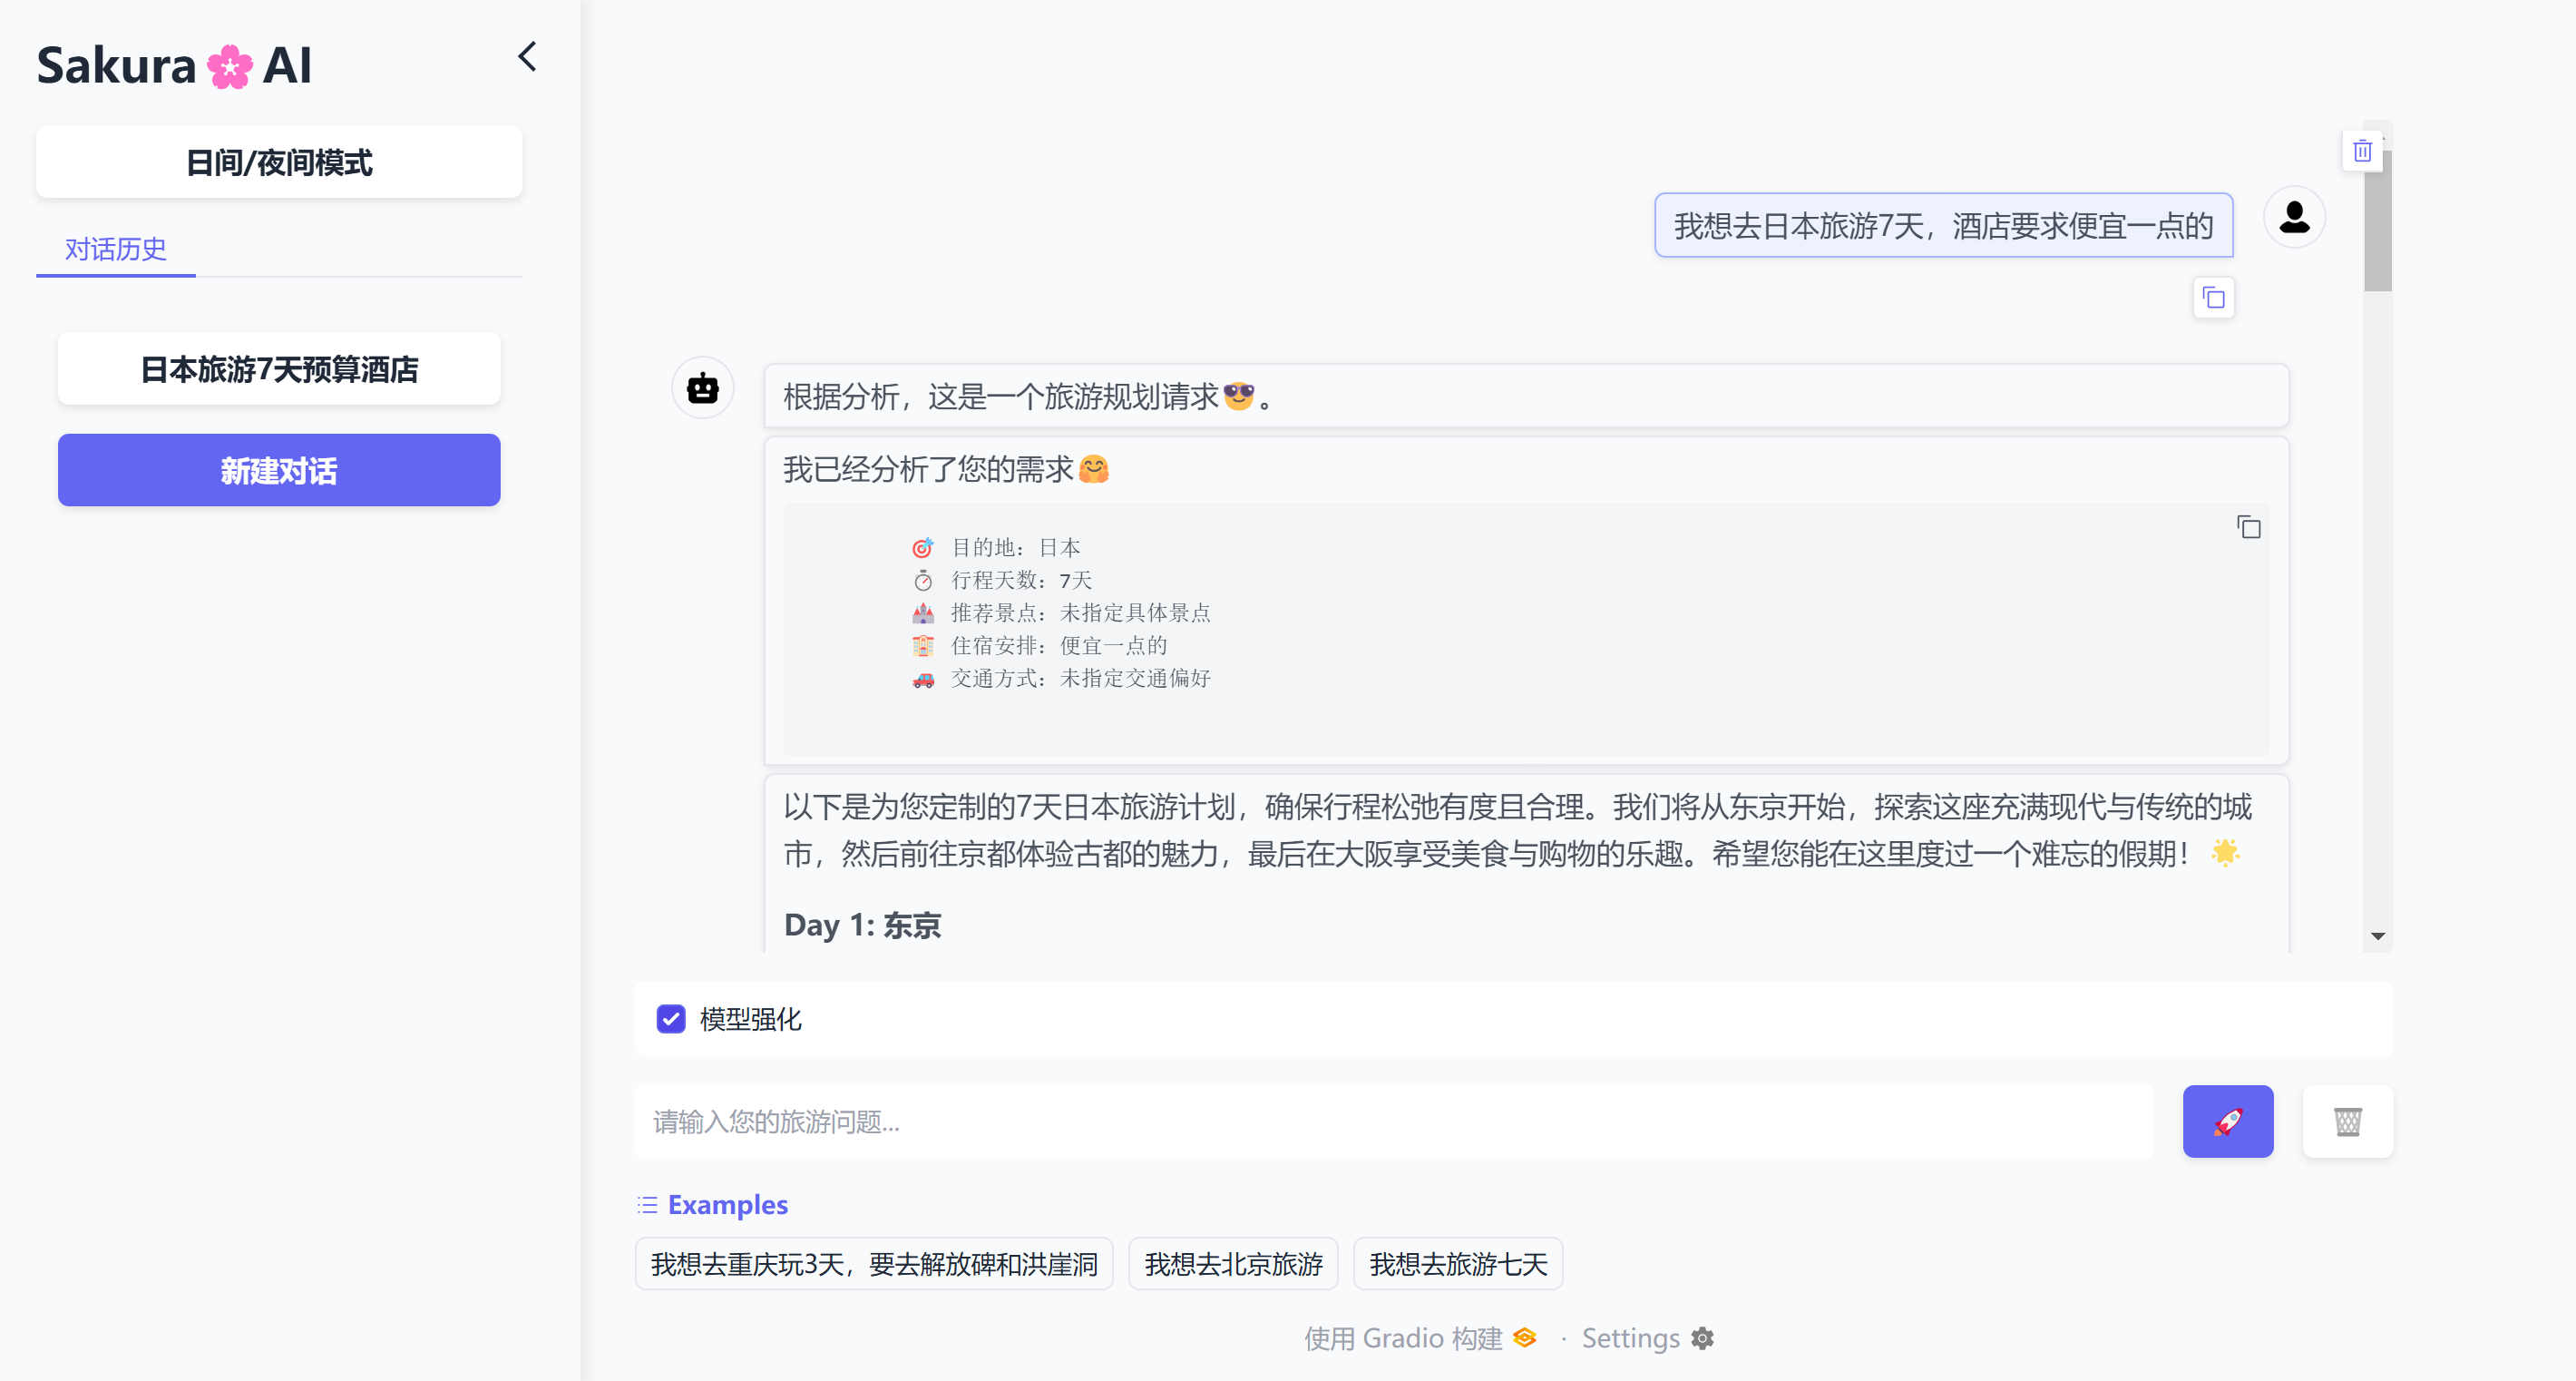 Sakura🌸AI
日间/夜间模式
对话历史
日本旅游7天预算酒店
新建对话
我想去日本旅游7天，酒店要求便宜一点的
根据分析，这是一个旅游规划请求😎。
我已经分析了您的需求🤗
🎯 目的地：日本
⏱ 行程天数：7天
🏰 推荐景点：未指定具体景点
🏨 住宿安排：便宜一点的
🚗 交通方式：未指定交通偏好
以下是为您定制的7天日本旅游计划，确保行程松弛有度且合理。我们将从东京开始，探索这座充满现代与传统的城
市，然后前往京都体验古都的魅力，最后在大阪享受美食与购物的乐趣。希望您能在这里度过一个难忘的假期！🌟
Day 1: 东京
模型强化
请输入您的旅游问题...
Examples
我想去重庆玩3天，要去解放碑和洪崖洞
我想去北京旅游
我想去旅游七天
使用 Gradio 构建 · Settings